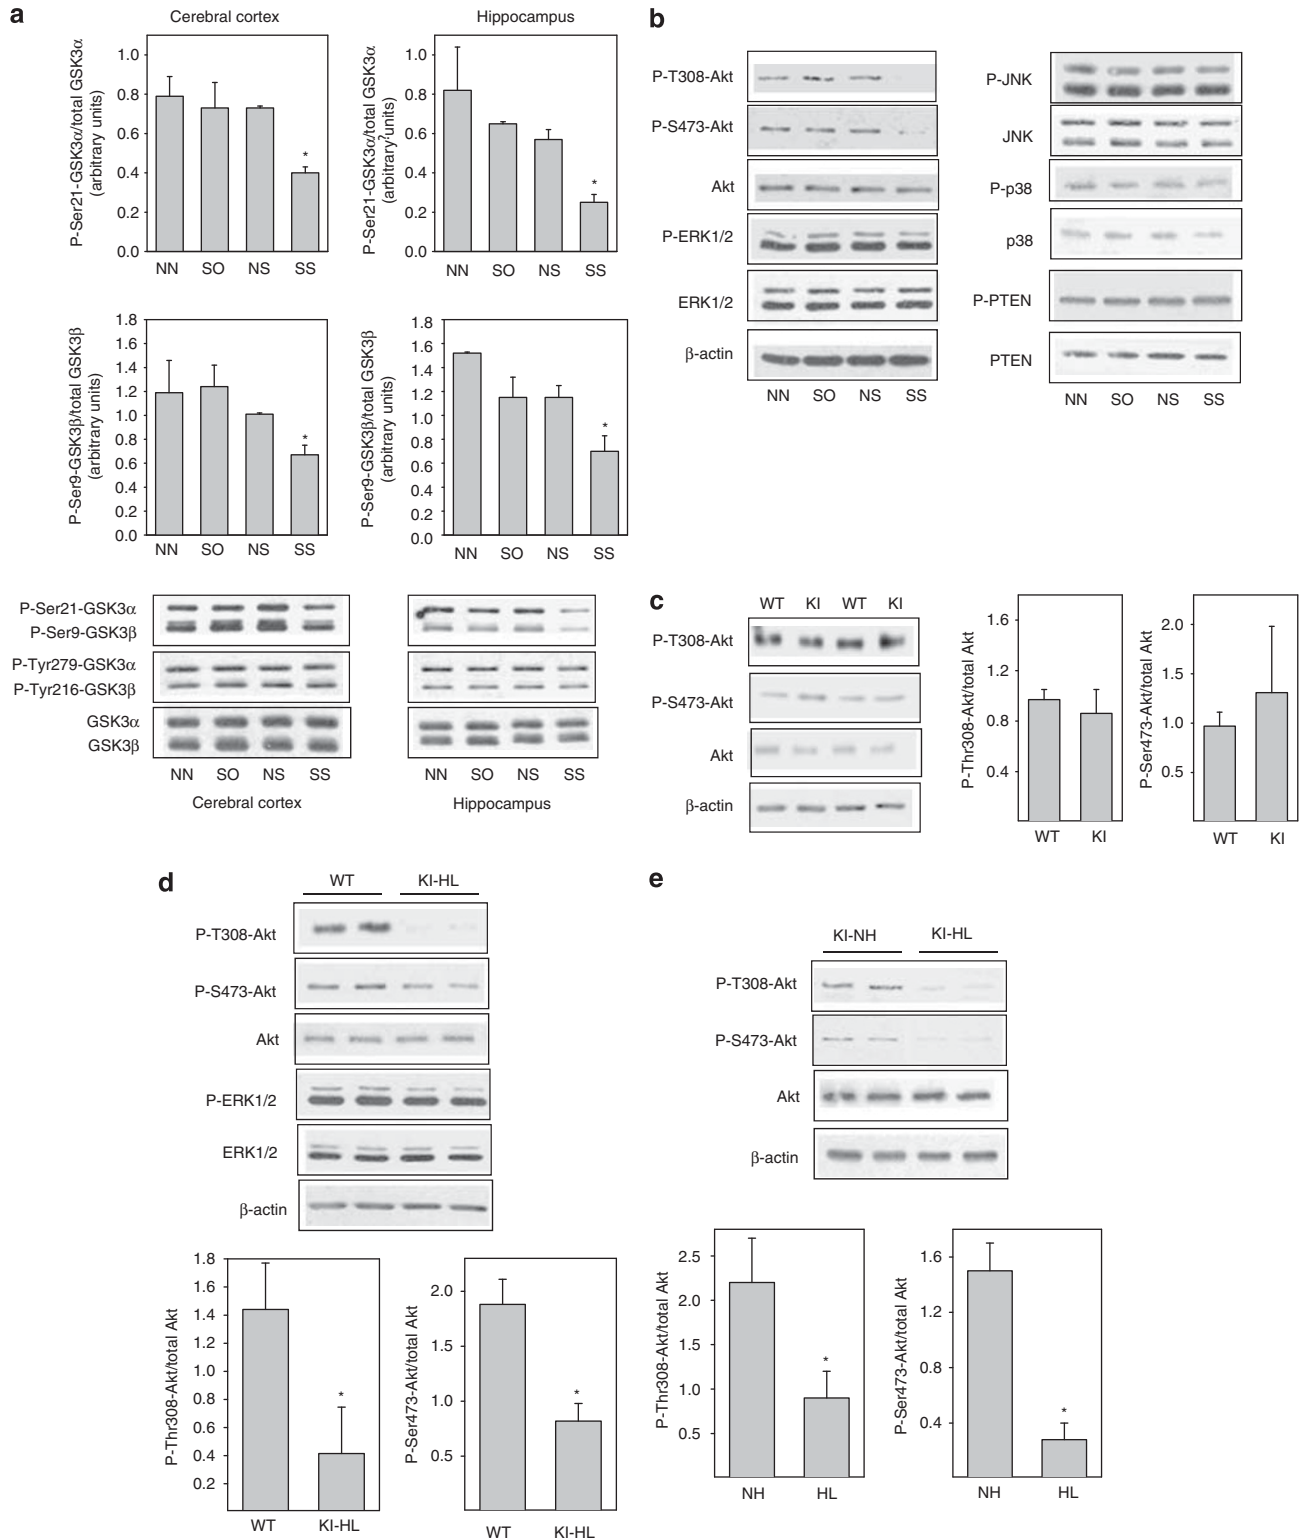 a
Cerebral cortex
P-Ser21-GSK3α/total GSK3α
(arbitrary units)
1.0
0.8
0.6
0.4
0.2
0.0
*
NN SO NS SS
Hippocampus
P-Ser21-GSK3α/total GSK3α
(arbitrary?units)
1.0
0.8
0.6
0.4
0.2
0.0
*
NN SO NS SS
P-Ser9-GSK3β/total GSK3β
(arbitrary units)
1.8
1.6
1.4
1.2
1.0
0.8
0.6
0.4
0.2
0.0
*
NN SO NS SS
P-Ser9-GSK3β/total GSK3β
(arbitrary units)
1.8
1.6
1.4
1.2
1.0
0.8
0.6
0.4
0.2
0.0
*
NN SO NS SS
P-Ser21-GSK3α
P-Ser9-GSK3β
P-Tyr279-GSK3α
P-Tyr216-GSK3β
GSK3α
GSK3β
NN SO NS SS
Cerebral cortex
NN SO NS SS
Hippocampus
b
P-T308-Akt
P-S473-Akt
Akt
P-ERK1/2
ERK1/2
β-actin
NN SO NS SS
P-JNK
JNK
P-p38
p38
P-PTEN
PTEN
NN SO NS SS
c
WT KI WT KI
P-T308-Akt
P-S473-Akt
Akt
β-actin
P-Thr308-Akt/total Akt
1.6
1.2
0.8
0.4
WT KI
P-Ser473-Akt/total Akt
2.0
1.5
1.0
0.5
WT KI
d
WT KI-HL
P-T308-Akt
P-S473-Akt
Akt
P-ERK1/2
ERK1/2
β-actin
P-Thr308-Akt/total Akt
1.8
1.6
1.4
1.2
1.0
0.8
0.6
0.4
0.2
*
WT KI-HL
P-Ser473-Akt/total Akt
2.0
1.5
1.0
0.5
*
WT KI-HL
e
KI-NH KI-HL
P-T308-Akt
P-S473-Akt
Akt
β-actin
P-Thr308-Akt/total Akt
2.5
2.0
1.5
1.0
0.5
*
NH HL
P-Ser473-Akt/total Akt
1.6
1.2
0.8
0.4
*
NH HL